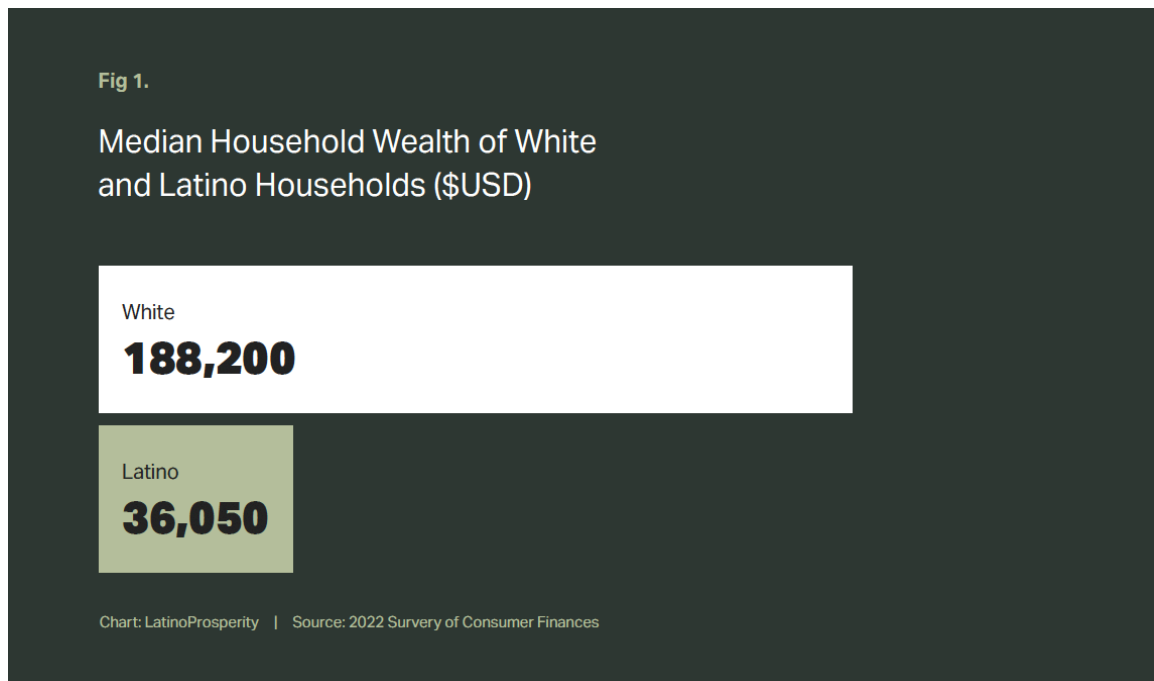 Fig 1.
Median Household Wealth of White
and Latino Households ($USD)
White
188,200
Latino
36,050
Chart: LatinoProsperity | Source: 2022 Survery of Consumer Finances